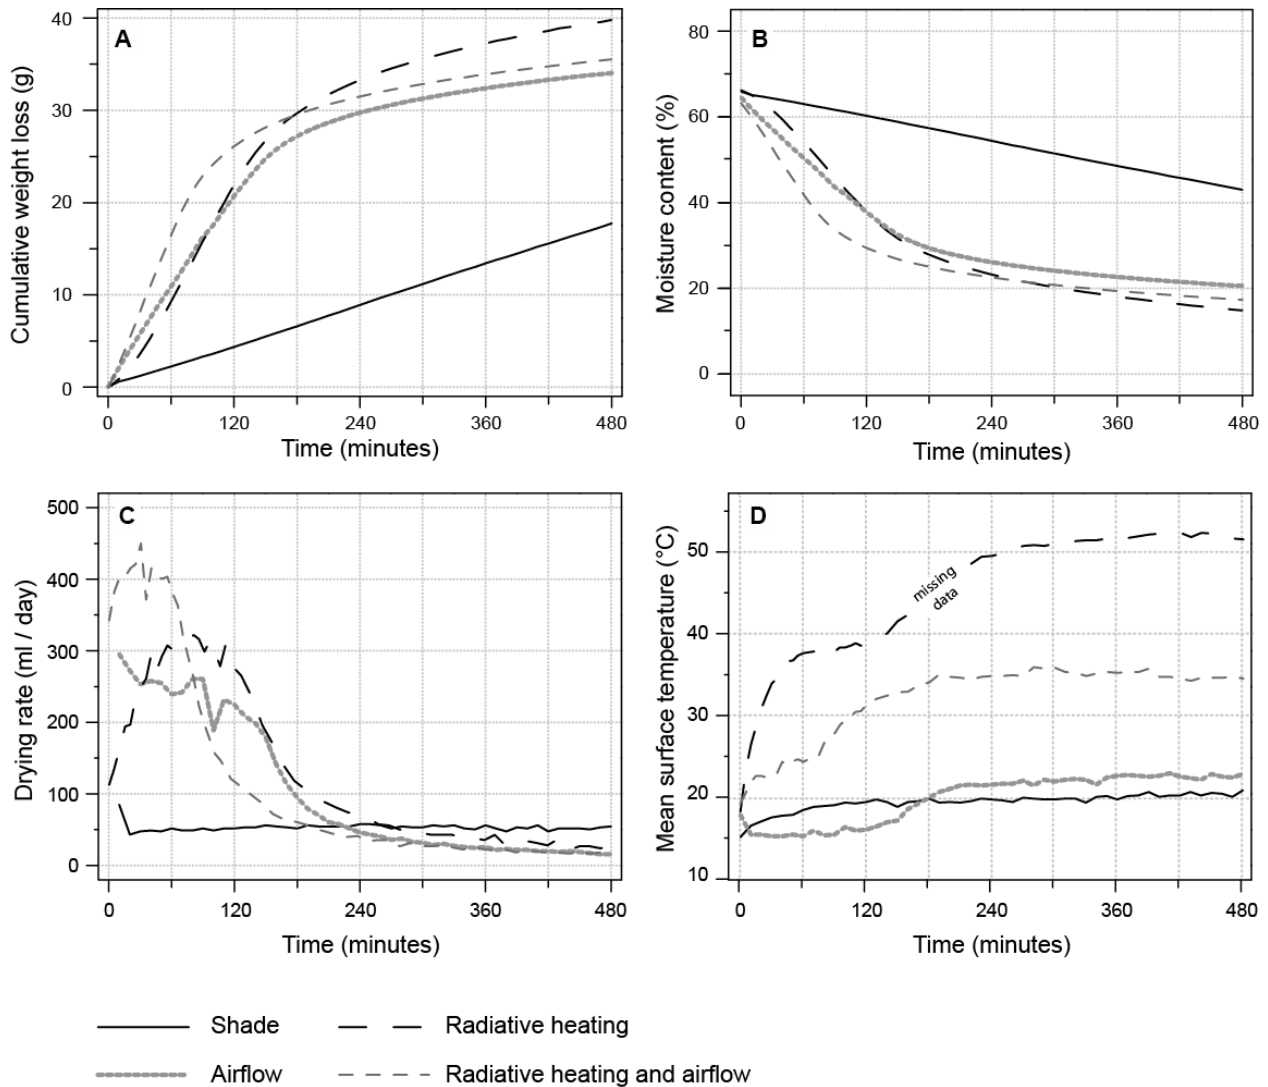 A
Cumulative weight loss (g)
40
30
20
10
0
0 120 240 360 480
Time (minutes)
B
Moisture content (%)
80
60
40
20
0
0 120 240 360 480
Time (minutes)
C
Drying rate (ml / day)
500
400
300
200
100
0
0 120 240 360 480
Time (minutes)
D
Mean surface temperature (°C)
50
40
30
20
10
missing
data
0 120 240 360 480
Time (minutes)
Shade Radiative heating
Airflow Radiative heating and airflow